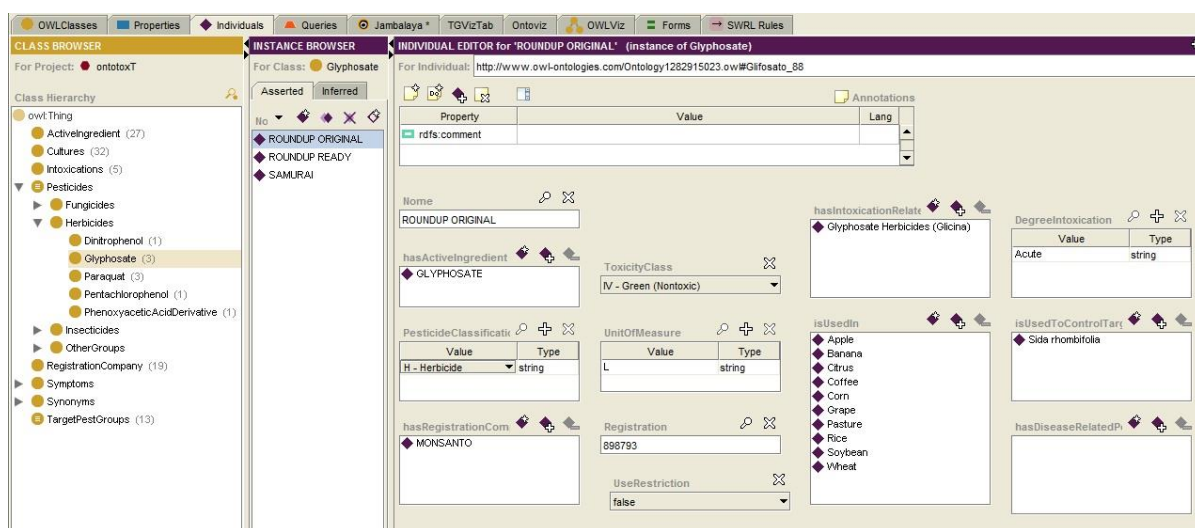 OWLClasses Properties Individuals Queries Jambalaya * TGVizTab Ontoviz OWLViz Forms SWRL Rules
CLASS BROWSER
For Project: ontotoxT
Class Hierarchy
owl:Thing
ActiveIngredient (27)
Cultures (32)
Intoxications (5)
Pesticides
Fungicides
Herbicides
Dinitrophenol (1)
Glyphosate (3)
Paraquat (3)
Pentachlorophenol (1)
PhenoxyaceticAcidDerivative (1)
Insecticides
OtherGroups
RegistrationCompany (19)
Symptoms
Synonyms
TargetPestGroups (13)
INSTANCE BROWSER
For Class: Glyphosate
Asserted Inferred
No
ROUNDUP ORIGINAL
ROUNDUP READY
SAMURAI
INDIVIDUAL EDITOR for 'ROUNDUP ORIGINAL' (instance of Glyphosate)
For Individual: http://www.owl-ontologies.com/Ontology1282915023.owl#Glifosato_88
Annotations
Property Value Lang
rdfs:comment
Nome
ROUNDUP ORIGINAL
hasActiveIngredient
GLYPHOSATE
ToxicityClass
IV - Green (Nontoxic)
hasIntoxicationRelate
Glyphosate Herbicides (Glicina)
DegreeIntoxication
Value Type
Acute string
PesticideClassificatic
Value Type
H - Herbicide string
UnitOfMeasure
Value Type
L string
isUsedIn
Apple
Banana
Citrus
Coffee
Corn
Grape
Pasture
Rice
Soybean
Wheat
isUsedToControlTarg
Sida rhombifolia
hasRegistrationCom
MONSANTO
Registration
898793
UseRestriction
false
hasDiseaseRelatedP